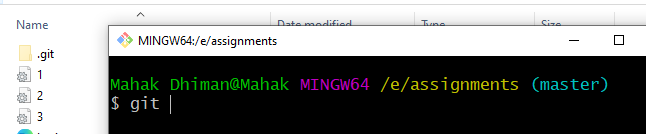 Name Date modified Type Size
.git
1
2
3
MINGW64:/e/assignments
Mahak Dhiman@Mahak MINGW64 /e/assignments (master)
$ git